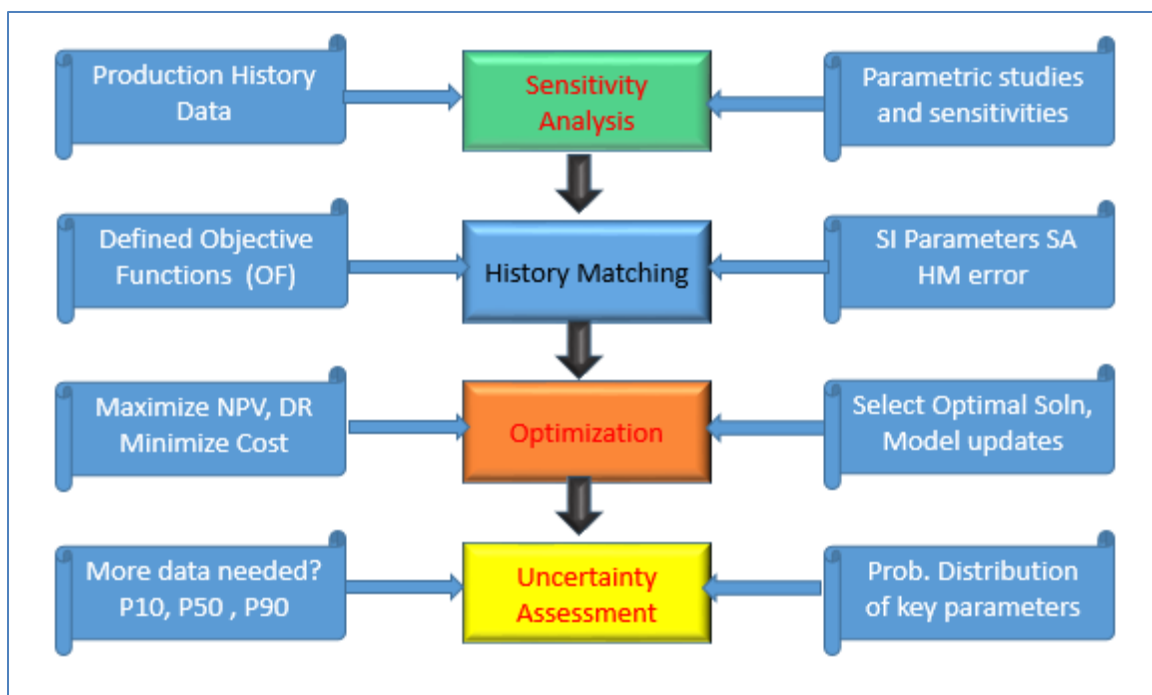 Production History
Data
Sensitivity
Analysis
Parametric studies
and sensitivities
Defined Objective
Functions (OF)
History Matching
SI Parameters SA
HM error
Maximize NPV, DR
Minimize Cost
Optimization
Select Optimal Soln,
Model updates
More data needed?
P10, P50 , P90
Uncertainty
Assessment
Prob. Distribution
of key parameters